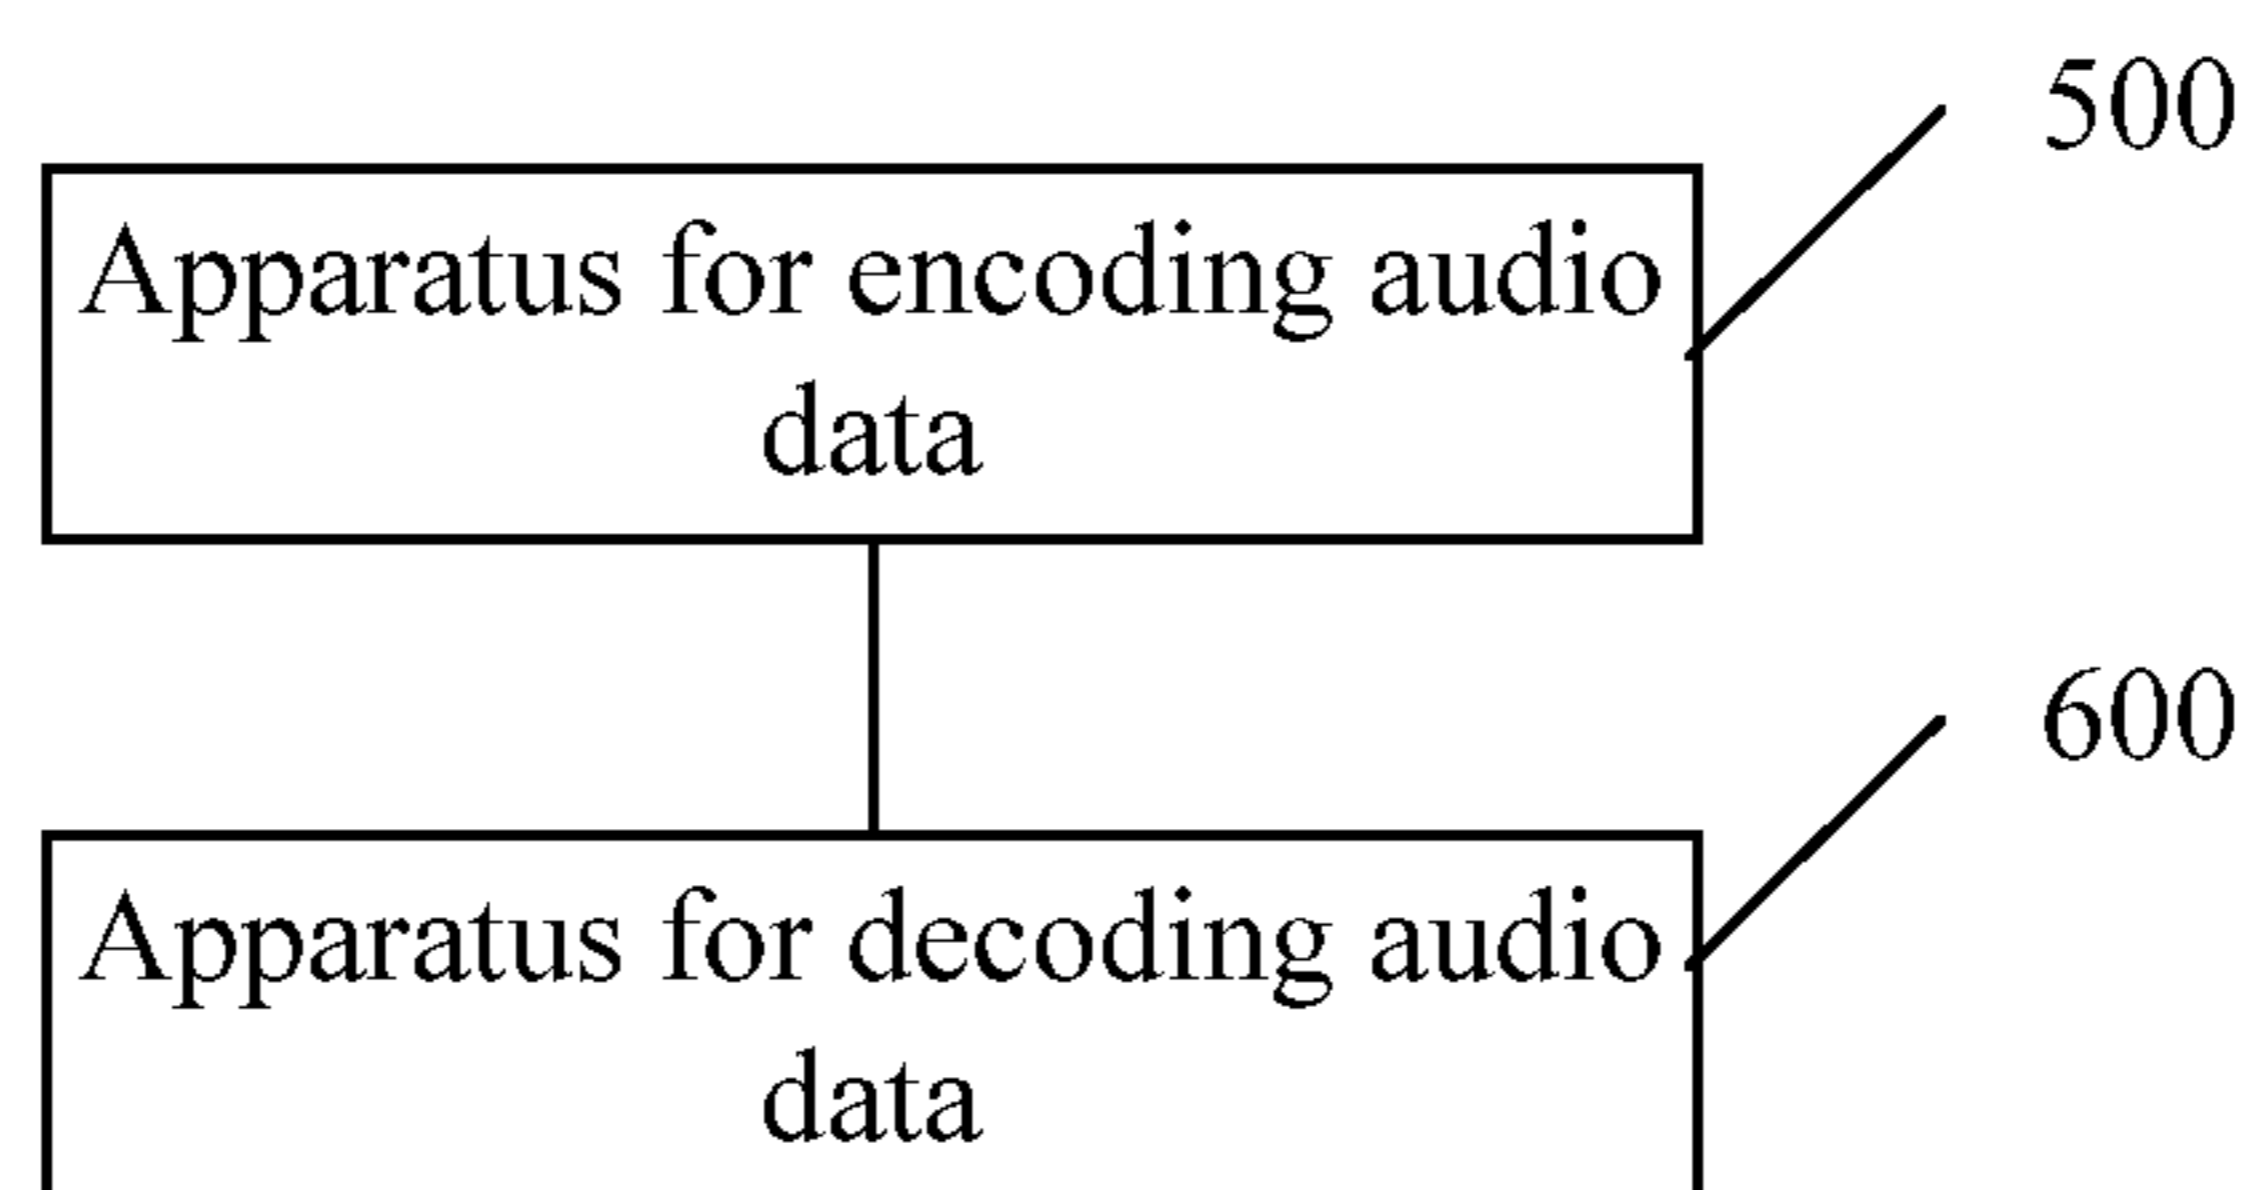 500
Apparatus for encoding audio
data
600
Apparatus for decoding audio
data